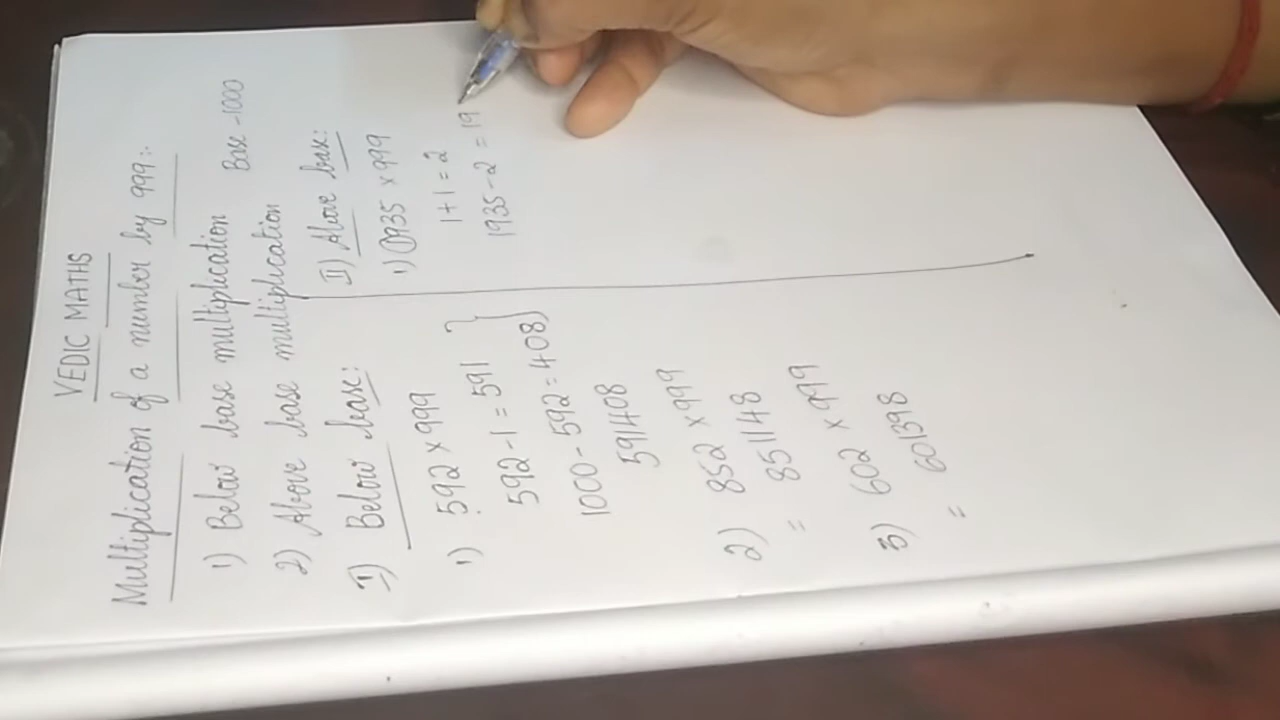 VEDIC MATHS
Multiplication of a number by 999:-
1) Below base multiplication Base - 1000
2) Above base multiplication
I) Below base:
1) 592 × 999
592 - 1 = 591
1000 - 592 = 408
591408
2) 852 × 999
= 851148
3) 602 × 999
= 601398
II) Above base:
1) 1935 × 999
1 + 1 = 2
1935 - 2 = 19